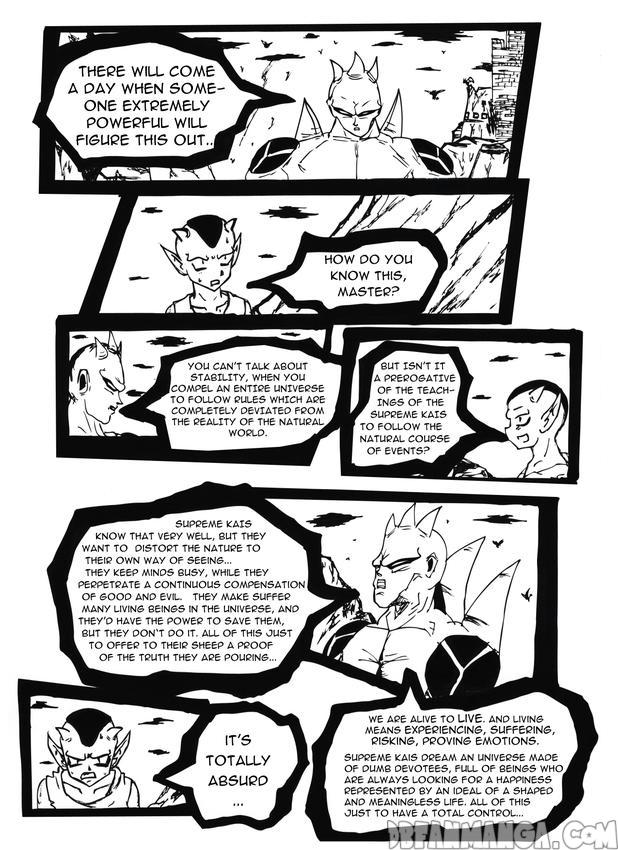 THERE WILL COME
A DAY WHEN SOME-
ONE EXTREMELY
POWERFUL WILL
FIGURE THIS OUT..
HOW DO YOU
KNOW THIS,
MASTER?
YOU CAN'T TALK ABOUT
STABILITY, WHEN YOU
COMPEL AN ENTIRE UNIVERSE
TO FOLLOW RULES WHICH ARE
COMPLETELY DEVIATED FROM
THE REALITY OF THE NATURAL
WORLD.
BUT ISN'T IT
A PREROGATIVE
OF THE TEACH-
INGS OF THE
SUPREME KAIS
TO FOLLOW THE
NATURAL COURSE
OF EVENTS?
SUPREME KAIS
KNOW THAT VERY WELL, BUT THEY
WANT TO DISTORT THE NATURE TO
THEIR OWN WAY OF SEEING...
THEY KEEP MINDS BUSY, WHILE THEY
PERPETRATE A CONTINUOUS COMPENSATION
OF GOOD AND EVIL. THEY MAKE SUFFER
MANY LIVING BEINGS IN THE UNIVERSE, AND
THEY'D HAVE THE POWER TO SAVE THEM,
BUT THEY DON'T DO IT. ALL OF THIS JUST
TO OFFER TO THEIR SHEEP A PROOF
OF THE TRUTH THEY ARE POURING...
WE ARE ALIVE TO LIVE. AND LIVING
MEANS EXPERIENCING, SUFFERING,
RISKING, PROVING EMOTIONS.
SUPREME KAIS DREAM AN UNIVERSE MADE
OF DUMB DEVOTEES, FULL OF BEINGS WHO
ARE ALWAYS LOOKING FOR A HAPPINESS
REPRESENTED BY AN IDEAL OF A SHAPED
AND MEANINGLESS LIFE. ALL OF THIS
JUST TO HAVE A TOTAL CONTROL...
IT'S
TOTALLY
ABSURD
...
DBFANMANGA.COM